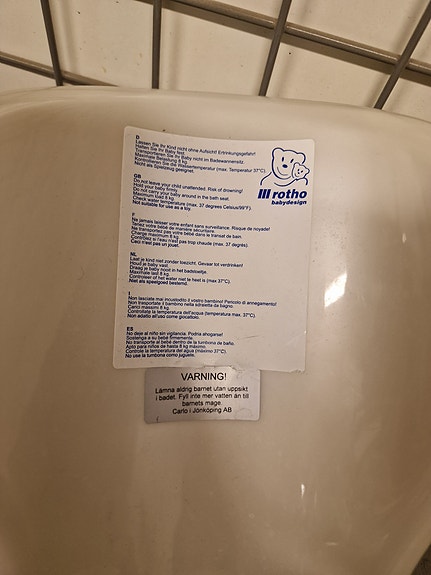 D
Lassen Sie Ihr Kind nicht ohne Aufsicht! Ertrinkungsgefahr!
Halten Sie Ihr Baby fest.
Transportieren Sie Ihr Baby nicht im Badewannensitz.
Maximale Belastung 8 kg.
Kontrollieren Sie die Wassertemperatur (max. Temperatur 37°C).
Nicht als Spielzeug geeignet.
rotho
babydesign
GB
Do not leave your child unattended. Risk of drowning!
Hold your baby firmly.
Do not carry your baby around in the bath seat.
Maximum load 8 kg.
Check water temperature (max. 37 degrees Celsius/99°F).
Not suitable for use as a toy.
F
Ne jamais laisser votre enfant sans surveillance. Risque de noyade!
Tenez votre bébé de manière sécurisée.
Ne transportez pas votre bébé dans le transat de bain.
Charge maximum 8 kg.
Contrôlez si l'eau n'est pas trop chaude (max. 37 degrés).
Ceci n'est pas un jouet.
NL
Laat je kind niet zonder toezicht. Gevaar tot verdrinken!
Houd je baby vast.
Draag je baby nooit in het badstoeltje.
Maximale last 8 kg.
Controleer of het water niet te heet is (max. 37°C).
Niet als speelgoed bestemd.
I
Non lasciate mai incustodito il vostro bambino! Pericolo di annegamento!
Non trasportate il bambino nella sdraietta da bagno.
Carico massimo 8 kg.
Controllate la temperatura dell'acqua (temperatura max. 37°C).
Non adatto all'uso come giocattolo.
ES
No deje al niño sin vigilancia. Podría ahogarse!
Sostenga a su bebé firmemente.
No transporte al bebé dentro de la tumbona de baño.
Apto para niños de hasta 8 kg máximo.
Controle la temperatura del agua (máximo 37°C).
No use la tumbona como juguete.
VARNING!
Lämna aldrig barnet utan uppsikt
i badet. Fyll inte mer vatten än till
barnets mage.
Carlo i Jönköping AB